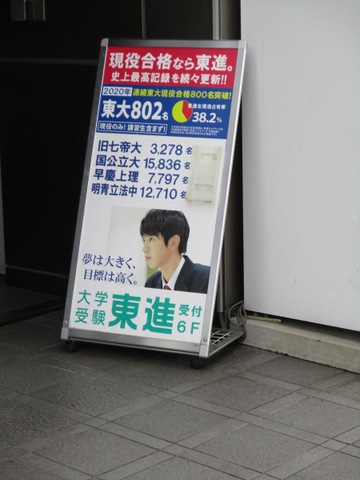 現役合格なら東進。
史上最高記録を続々更新!!
2020年 連続東大現役合格800名突破!
東大802名 東進生現役占有率 38.2%
現役のみ! 講習生含まず!
旧七帝大 3,278名
国公立大 15,836名
早慶上理 7,797名
明青立法中 12,710名
夢は大きく、
目標は高く。
大学受験 東進 受付6F